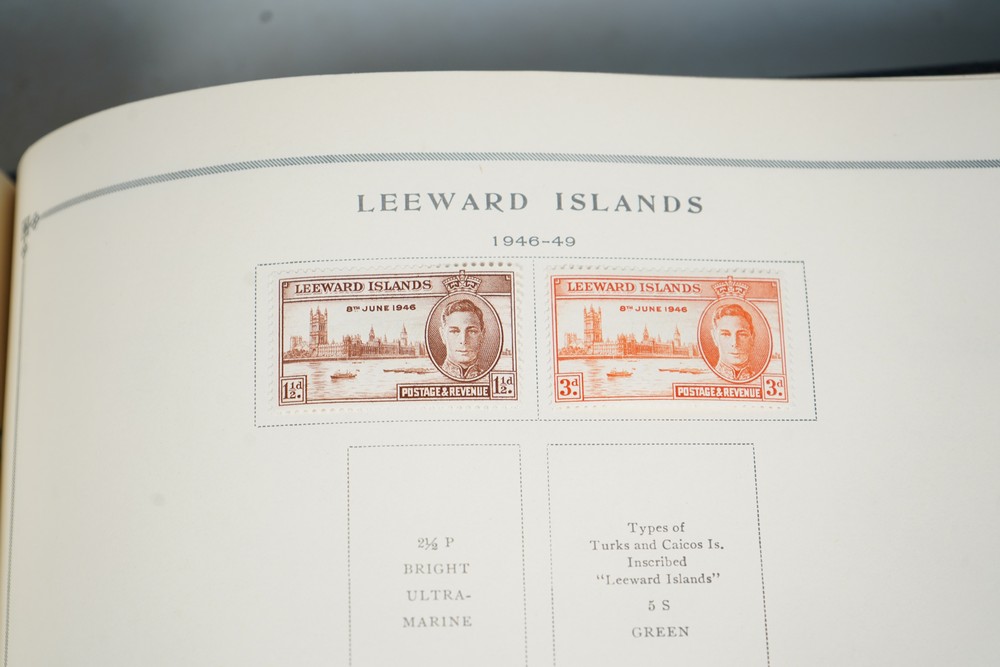 LEEWARD ISLANDS
1946-49
LEEWARD ISLANDS
8TH JUNE 1946
1½d.
POSTAGE & REVENUE
1½d.
LEEWARD ISLANDS
8TH JUNE 1946
3d.
POSTAGE & REVENUE
3d.
2½ P
BRIGHT
ULTRA-
MARINE
Types of
Turks and Caicos Is.
Inscribed
"Leeward Islands"
5 S
GREEN